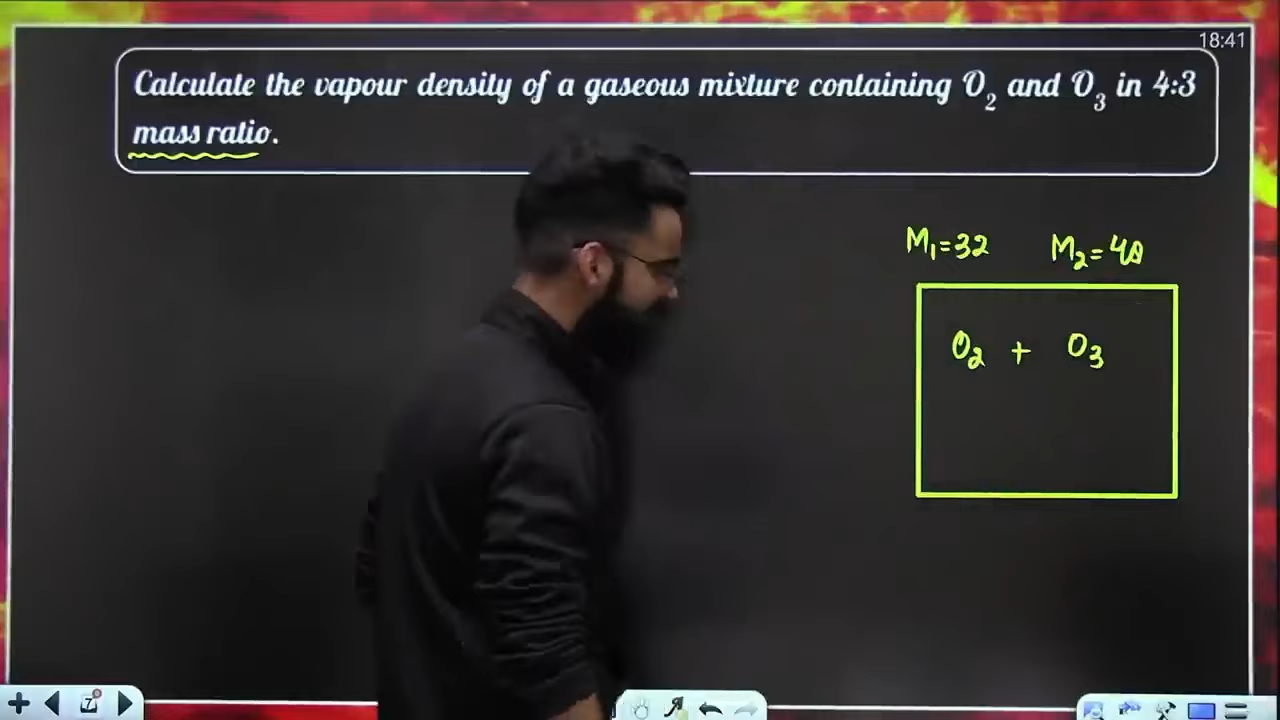 18:41
Calculate the vapour density of a gaseous mixture containing O₂ and O₃ in 4:3
mass ratio.
M₁=32 M₂=48
O₂ + O₃